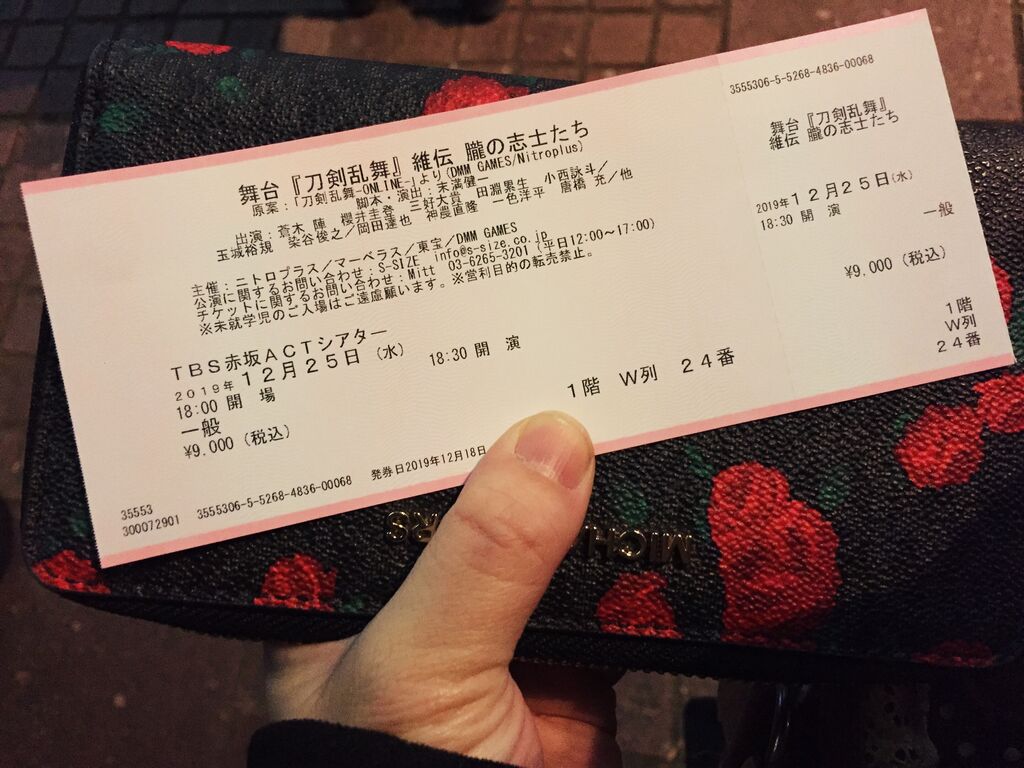 舞台『刀剣乱舞』維伝 朧の志士たち
原案:「刀剣乱舞-ONLINE-」より(DMM GAMES/Nitroplus)
脚本・演出:末満健一
出演:蒼木 陣 櫻井圭登 三好大貴 田淵累生 小西詠斗/
玉城裕規 染谷俊之/岡田達也 神農直隆 一色洋平 唐橋 充/他
主催:ニトロプラス/マーベラス/東宝/DMM GAMES
公演に関するお問い合わせ:S-SIZE info@s-size.co.jp
チケットに関するお問い合わせ:Mitt 03-6265-3201(平日12:00~17:00)
※未就学児のご入場はご遠慮願います。※営利目的の転売禁止。
TBS赤坂ACTシアター
2019年12月25日(水) 18:30 開 演
18:00 開 場
一般
1階 W列 24番
¥9,000(税込)
発券日2019年12月18日
35553
300072901 3555306-5-5268-4836-00068
3555306-5-5268-4836-00068
舞台『刀剣乱舞』
維伝 朧の志士たち
2019年12月25日(水)
18:30 開 演
一般
¥9,000(税込)
1階
W列
24番